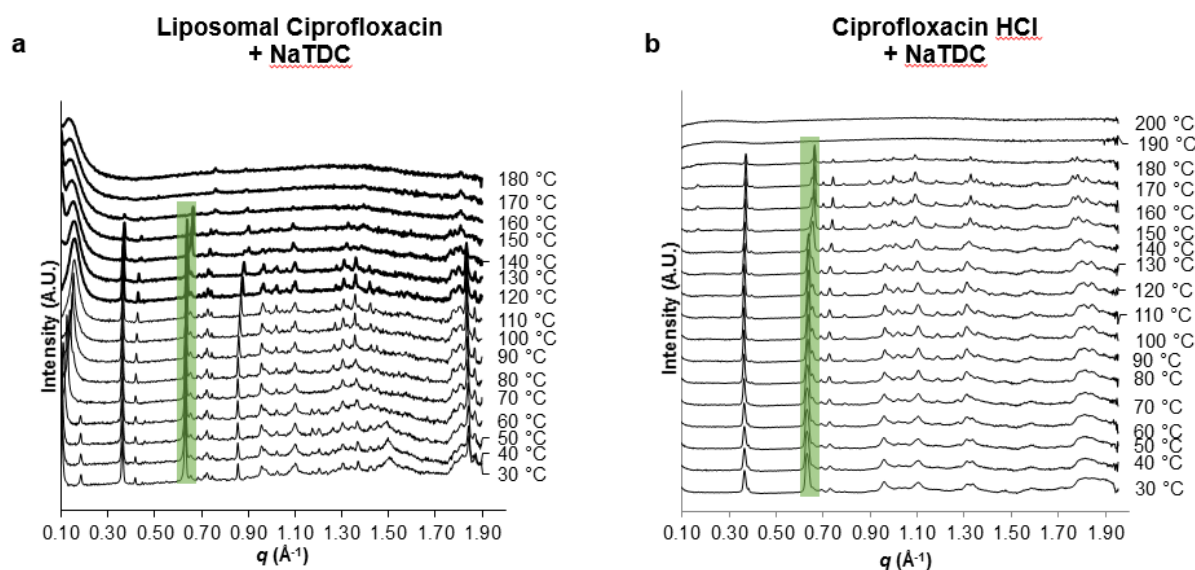 a
Liposomal Ciprofloxacin
+ NaTDC
Intensity (A.U.)
180 °C
170 °C
160 °C
150 °C
140 °C
130 °C
120 °C
110 °C
100 °C
90 °C
80 °C
70 °C
60 °C
50 °C
40 °C
30 °C
0.10 0.30 0.50 0.70 0.90 1.10 1.30 1.50 1.70 1.90
q (Å-1)
b
Ciprofloxacin HCl
+ NaTDC
Intensity (A.U.)
200 °C
190 °C
180 °C
170 °C
160 °C
150 °C
140 °C
130 °C
120 °C
110 °C
100 °C
90 °C
80 °C
70 °C
60 °C
50 °C
40 °C
30 °C
0.10 0.30 0.50 0.70 0.90 1.10 1.30 1.50 1.70 1.90
q (Å-1)